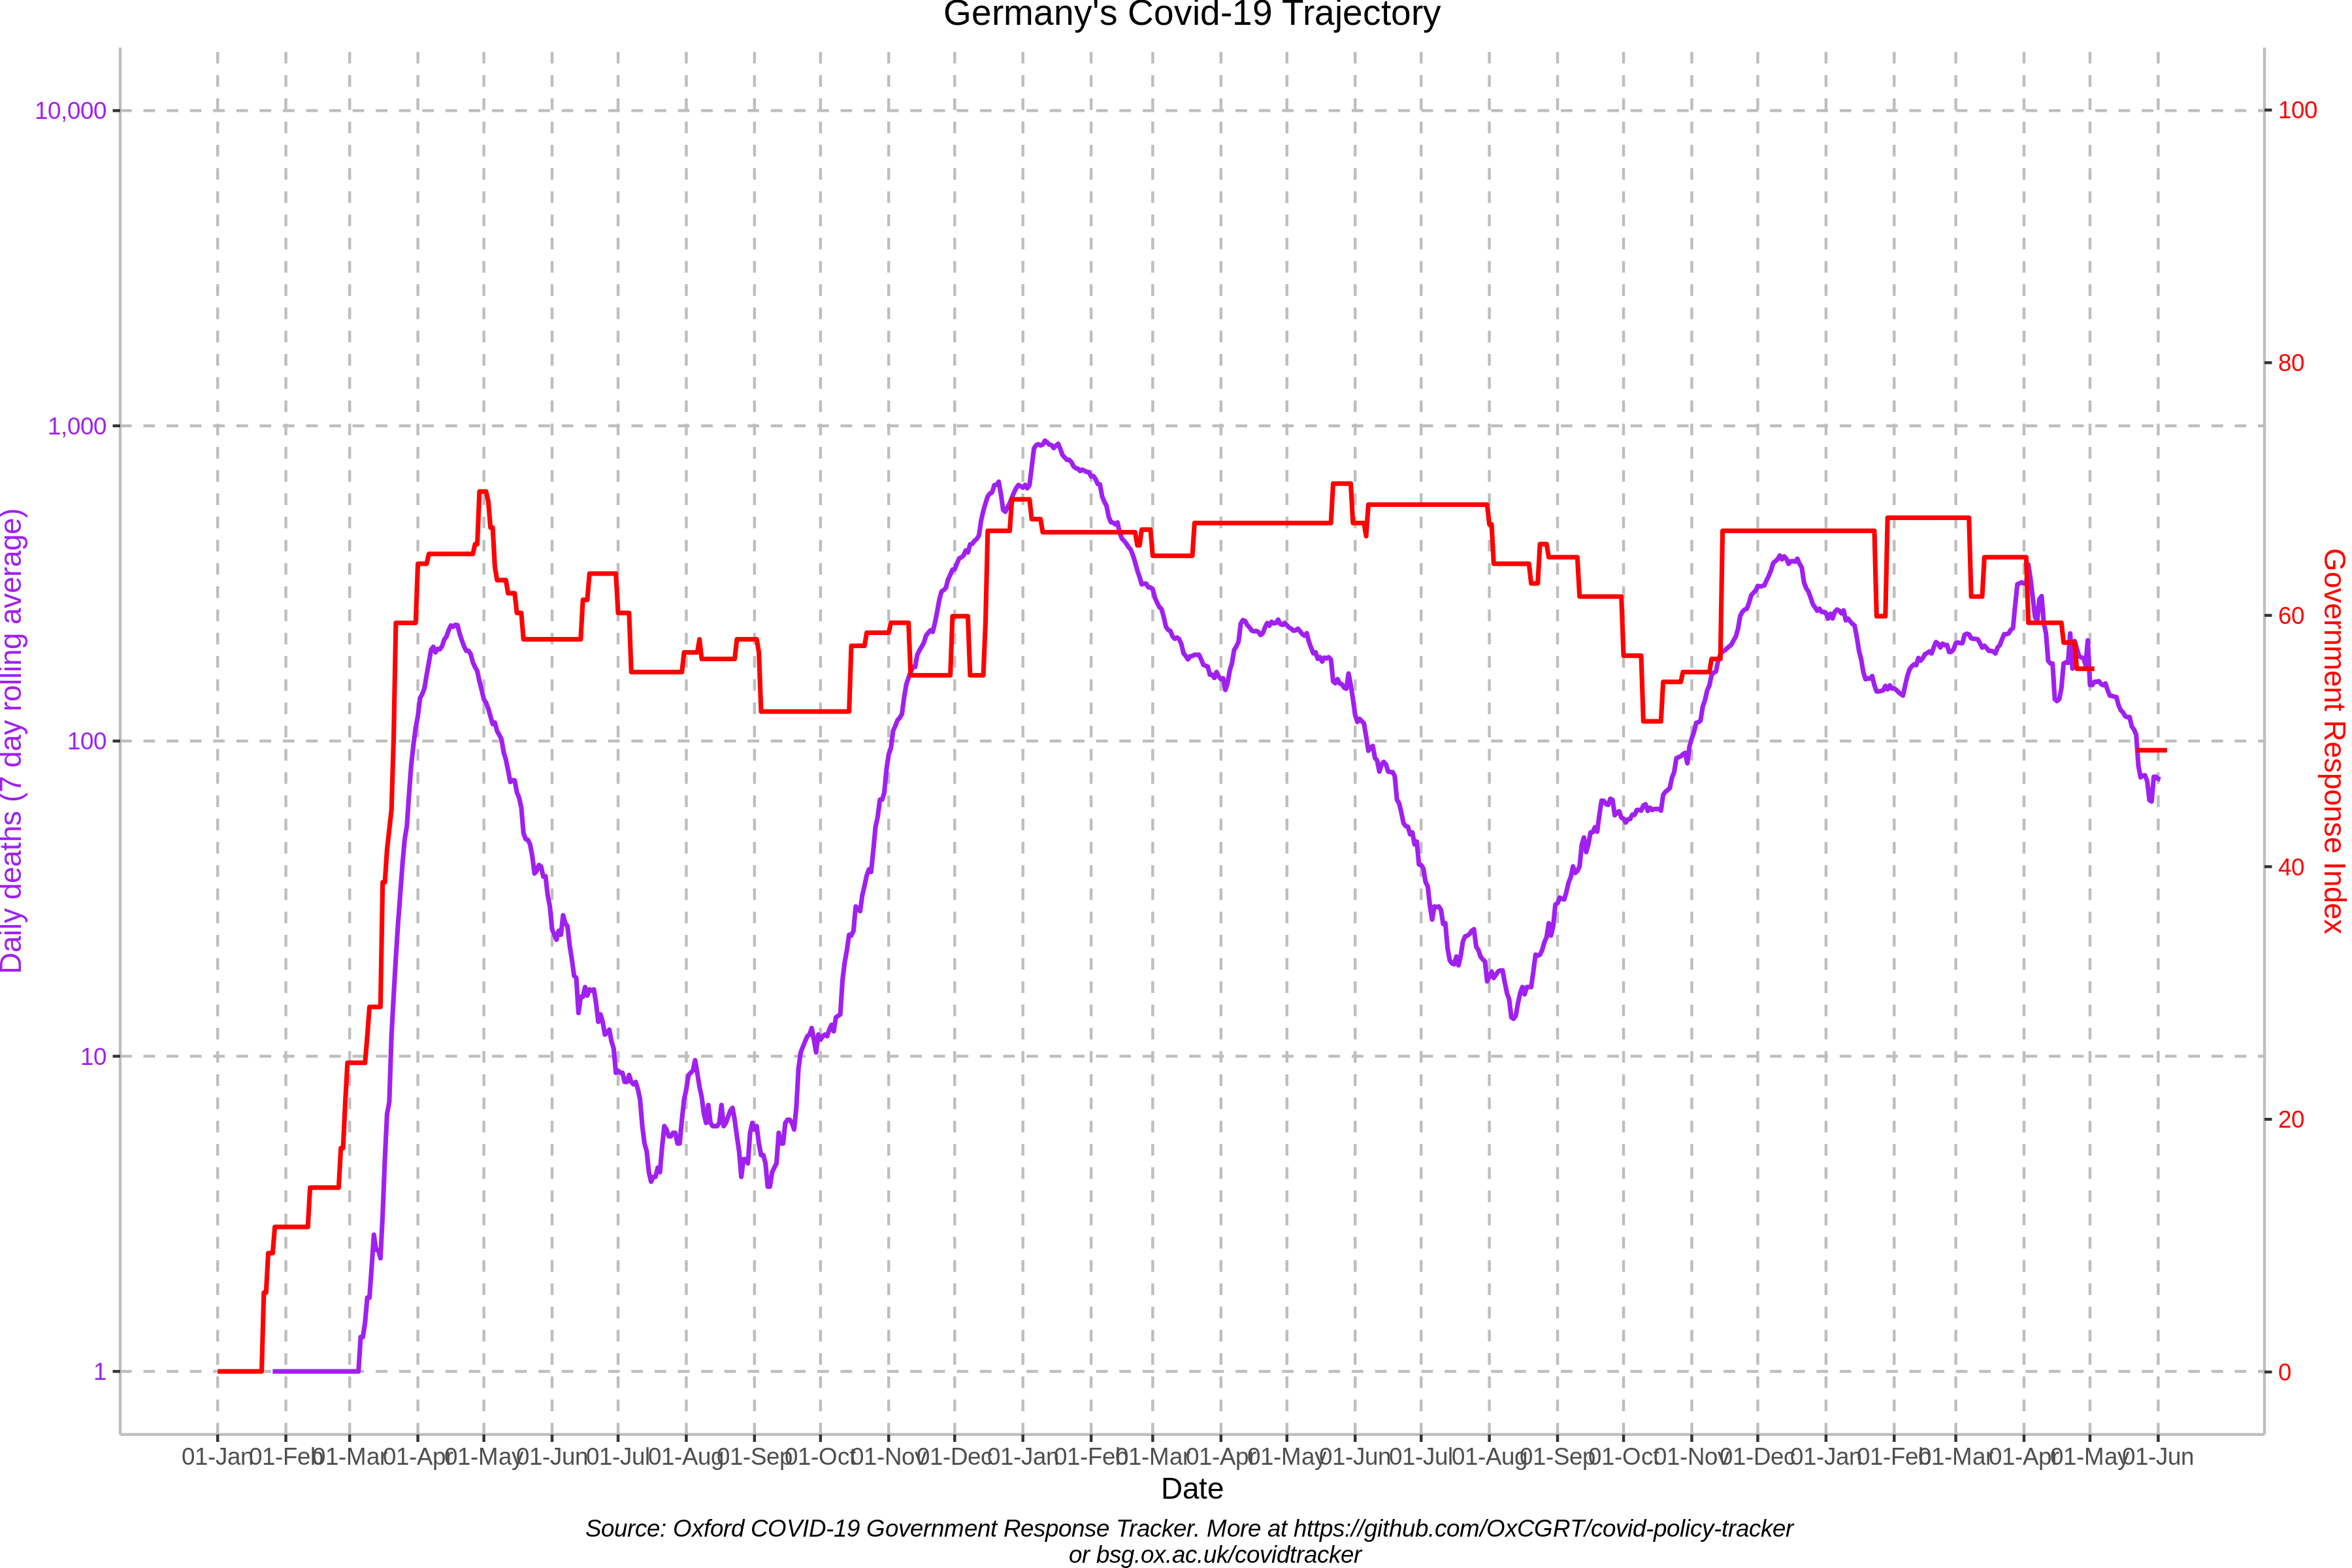 Germany's Covid-19 Trajectory
10,000
1,000
100
10
1
Daily deaths (7 day rolling average)
100
80
60
40
20
0
Government Response Index
01-Jan 01-Feb 01-Mar 01-Apr 01-May 01-Jun 01-Jul 01-Aug 01-Sep 01-Oct 01-Nov 01-Dec 01-Jan 01-Feb 01-Mar 01-Apr 01-May 01-Jun 01-Jul 01-Aug 01-Sep 01-Oct 01-Nov 01-Dec 01-Jan 01-Feb 01-Mar 01-Apr 01-May 01-Jun
Date
Source: Oxford COVID-19 Government Response Tracker. More at https://github.com/OxCGRT/covid-policy-tracker
or bsg.ox.ac.uk/covidtracker